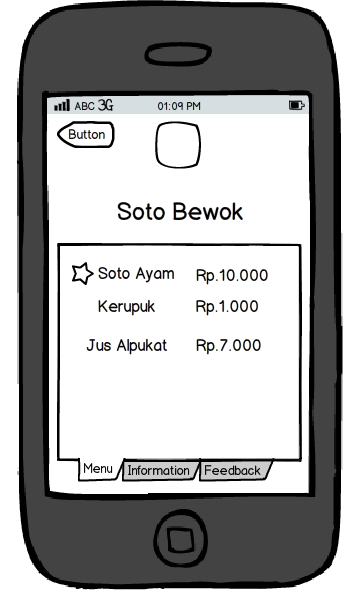 ABC 3G 01:09 PM
Button
Soto Bewok
Soto Ayam Rp.10.000
Kerupuk Rp.1.000
Jus Alpukat Rp.7.000
Menu Information Feedback